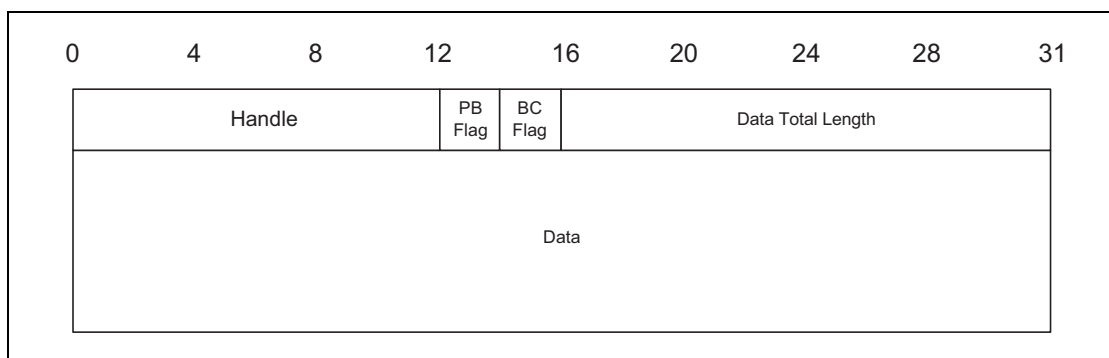 0 4 8 12 16 20 24 28 31
Handle PB Flag BC Flag Data Total Length
Data